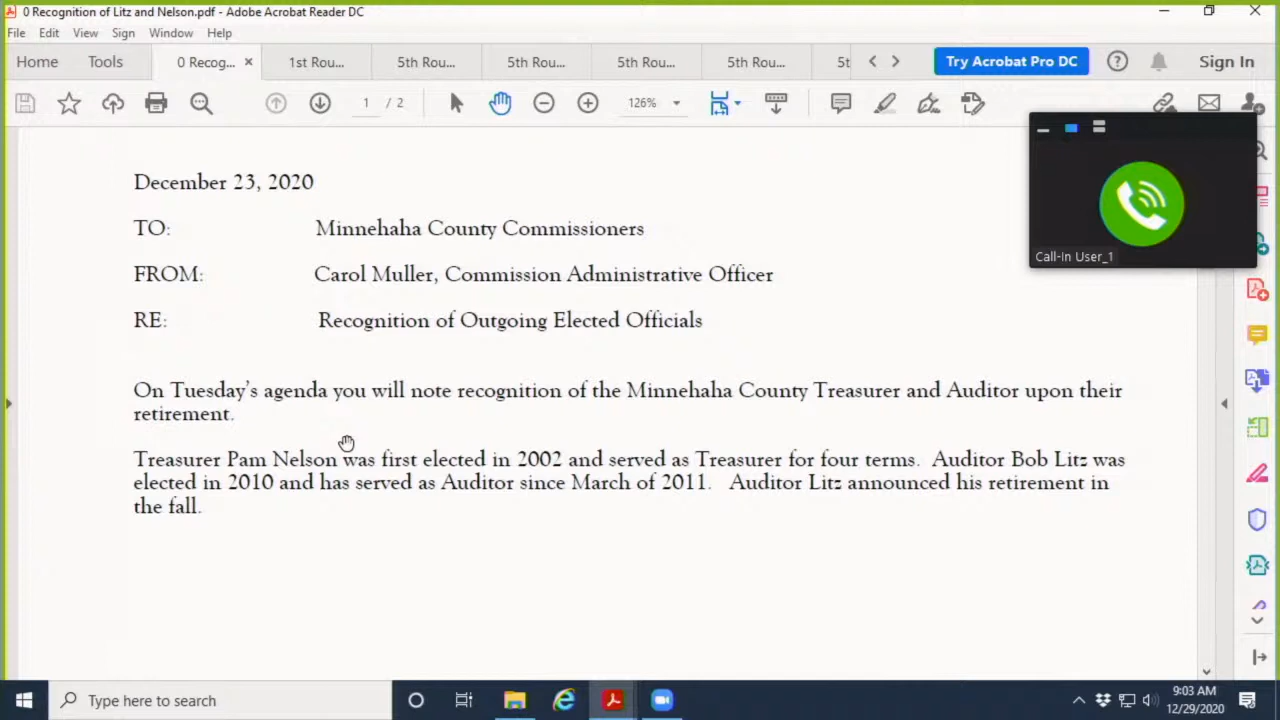 0 Recognition of Litz and Nelson.pdf - Adobe Acrobat Reader DC
File Edit View Sign Window Help
Home Tools 0 Recog... × 1st Rou... 5th Rou... 5th Rou... 5th Rou... 5th Rou... 5t Try Acrobat Pro DC Sign In
1 / 2 126%
December 23, 2020
TO: Minnehaha County Commissioners
Call-In User_1
FROM: Carol Muller, Commission Administrative Officer
RE: Recognition of Outgoing Elected Officials
On Tuesday's agenda you will note recognition of the Minnehaha County Treasurer and Auditor upon their
retirement.
Treasurer Pam Nelson was first elected in 2002 and served as Treasurer for four terms. Auditor Bob Litz was
elected in 2010 and has served as Auditor since March of 2011. Auditor Litz announced his retirement in
the fall.
Type here to search
9:03 AM
12/29/2020